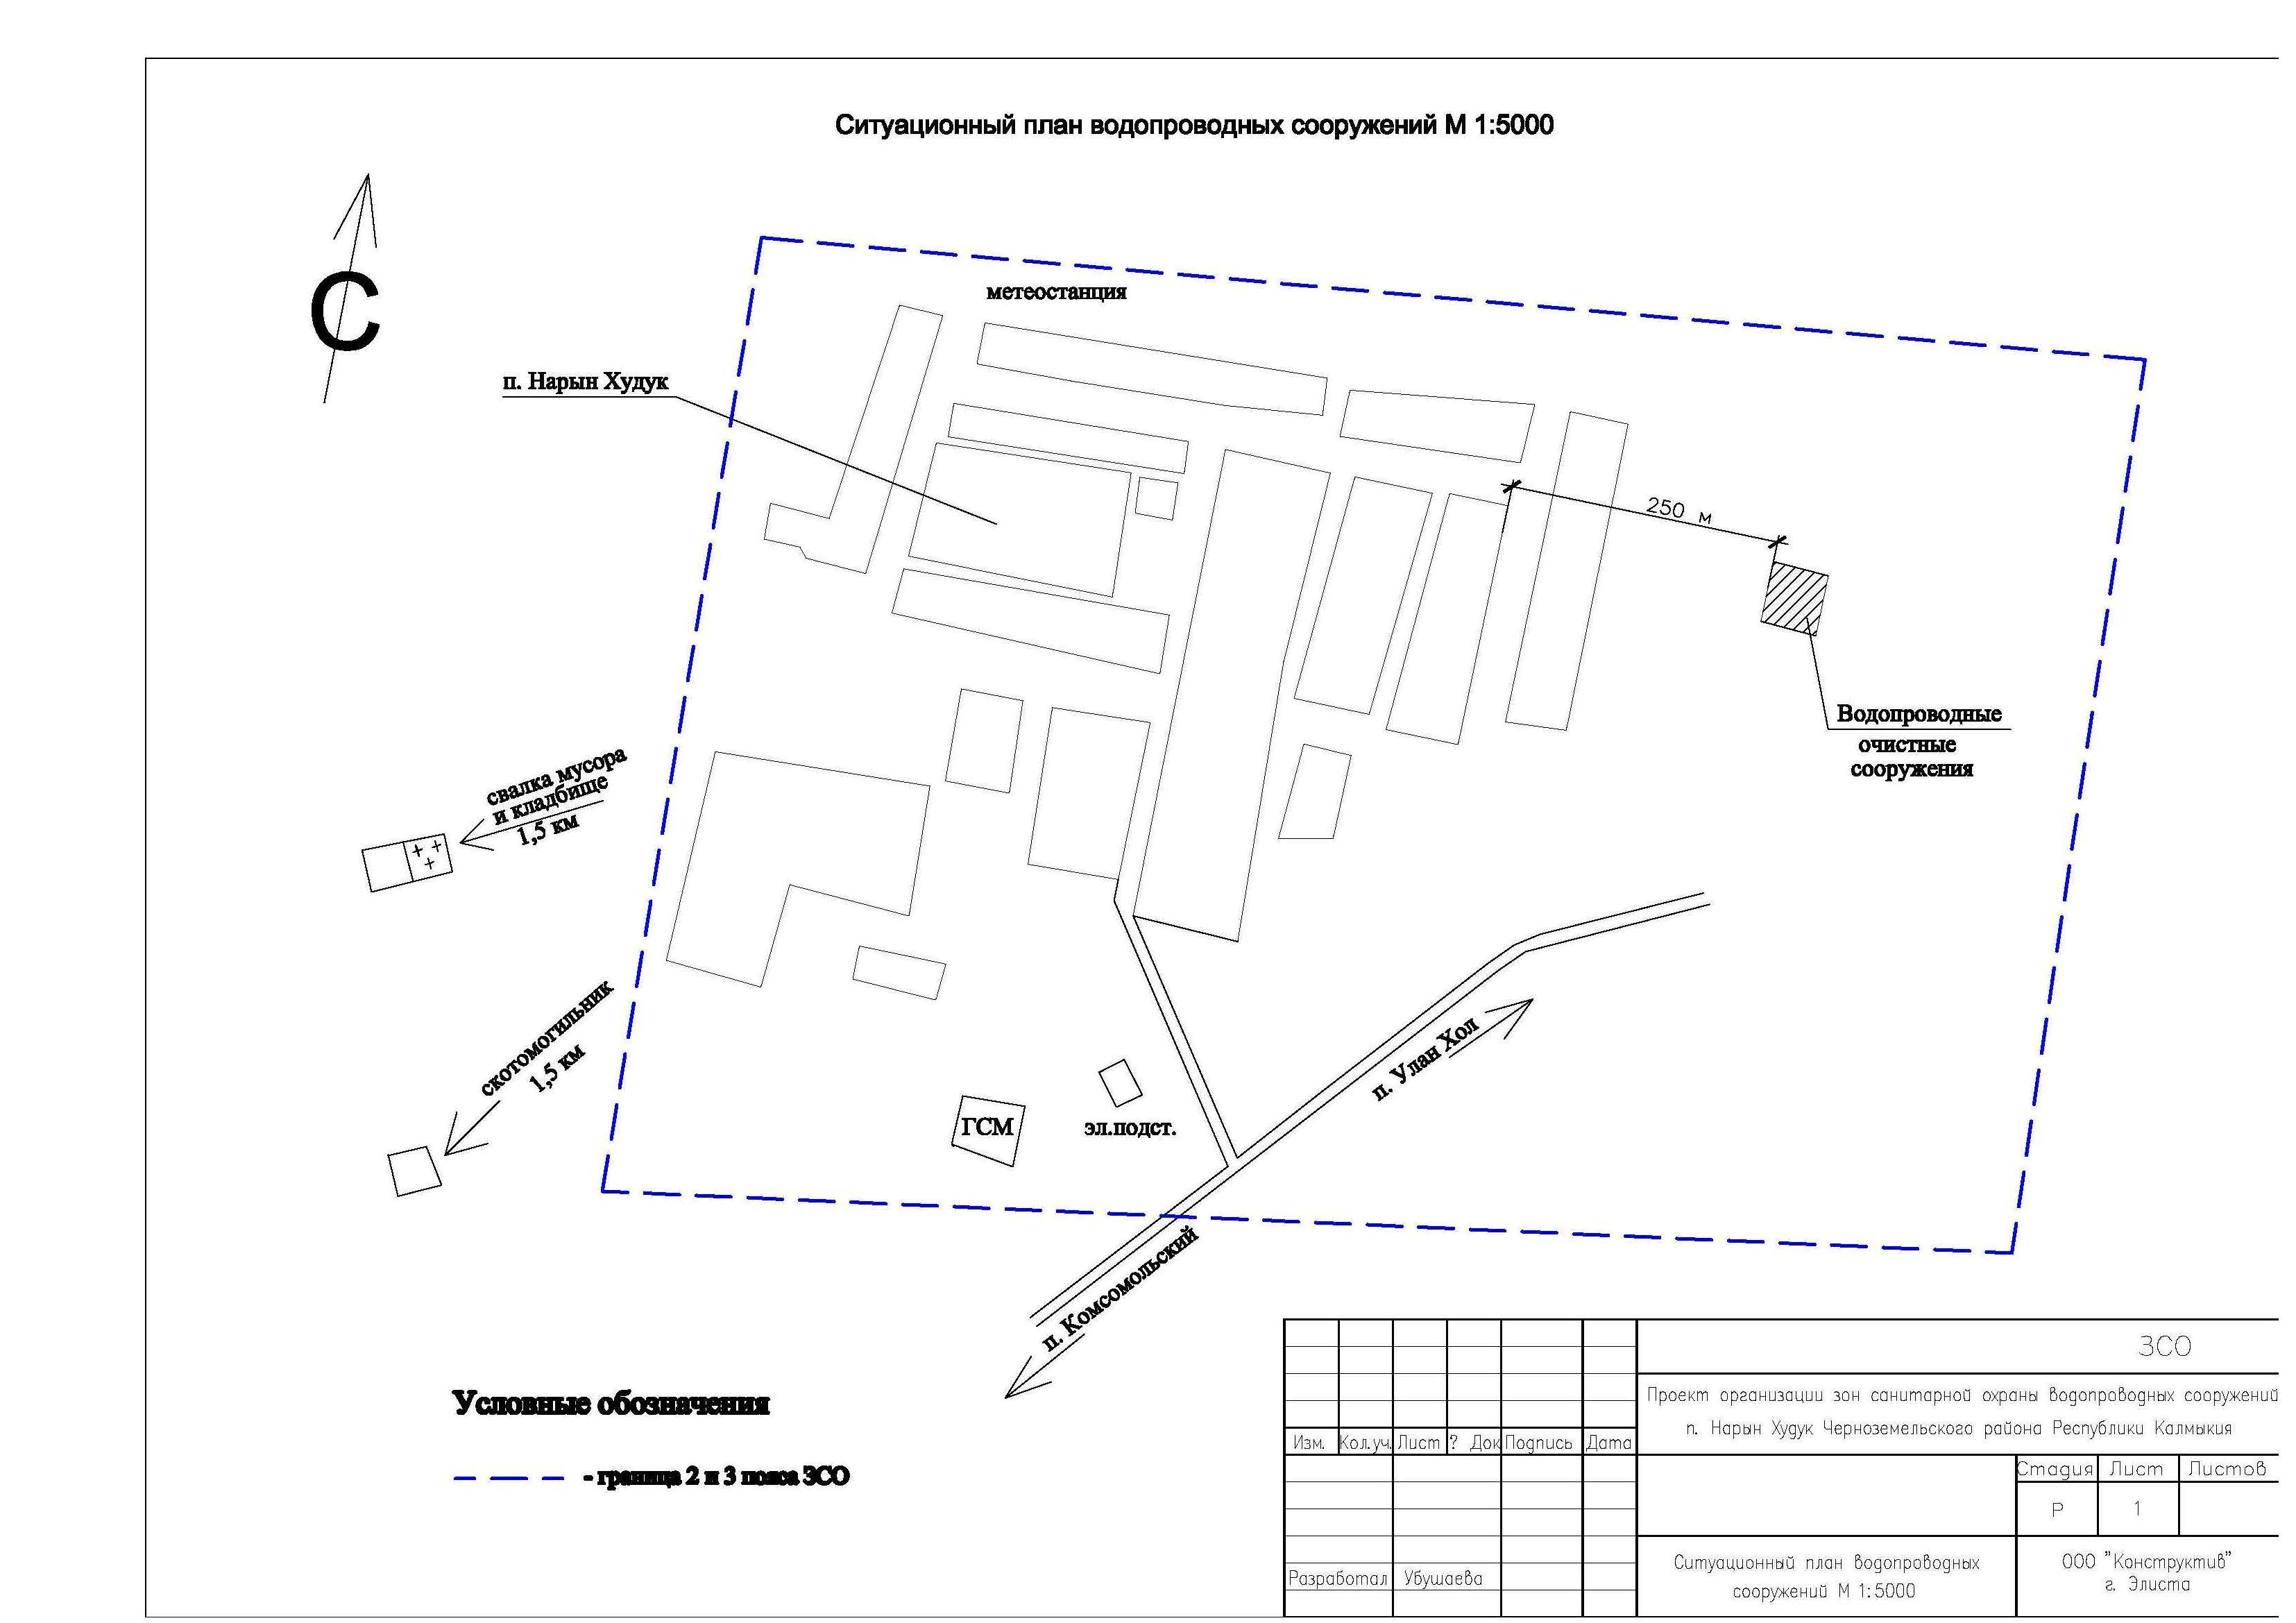 Ситуационный план водопроводных сооружений М 1:5000
С
метеостанция
п. Нарын Худук
250 м
Водопроводные
очистные
сооружения
свалка мусора
и кладбище
1,5 км
скотомогильник
1,5 км
ГСМ
эл.подст.
п. Улан Хол
п. Комсомольский
Условные обозначения
- граница 2 и 3 пояса ЗСО
ЗСО
Проект организации зон санитарной охраны водопроводных сооружений
п. Нарын Худук Черноземельского района Республики Калмыкия
Изм. Кол.уч. Лист ? Док Подпись Дата
Стадия Лист Листов
Р 1
Разработал Убушаева
Ситуационный план водопроводных
сооружений М 1:5000
ООО "Конструктив"
г. Элиста